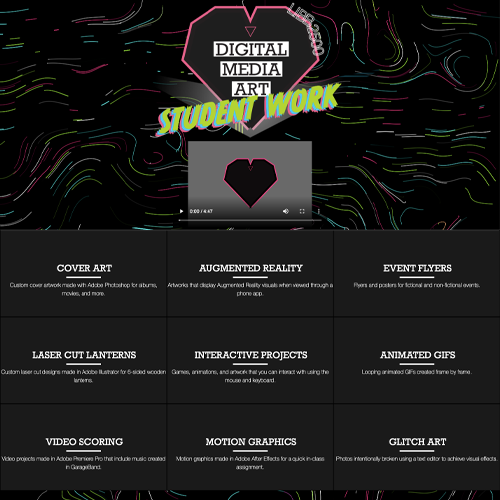 DIGITAL
MEDIA
ART
STUDENT WORK
0:00 / 4:47
COVER ART
Custom cover artwork made with Adobe Photoshop for albums,
movies, and more.
AUGMENTED REALITY
Artworks that display Augmented Reality visuals when viewed through a
phone app.
EVENT FLYERS
Flyers and posters for fictional and non-fictional events.
LASER CUT LANTERNS
Custom laser cut designs made in Adobe Illustrator for 6-sided wooden
lanterns.
INTERACTIVE PROJECTS
Games, animations, and artwork that you can interact with using the
mouse and keyboard.
ANIMATED GIFS
Looping animated GIFs created frame by frame.
VIDEO SCORING
Video projects made in Adobe Premiere Pro that include music created
in GarageBand.
MOTION GRAPHICS
Motion graphics made in Adobe After Effects for a quick in-class
assignment.
GLITCH ART
Photos intentionally broken using a text editor to achieve visual effects.